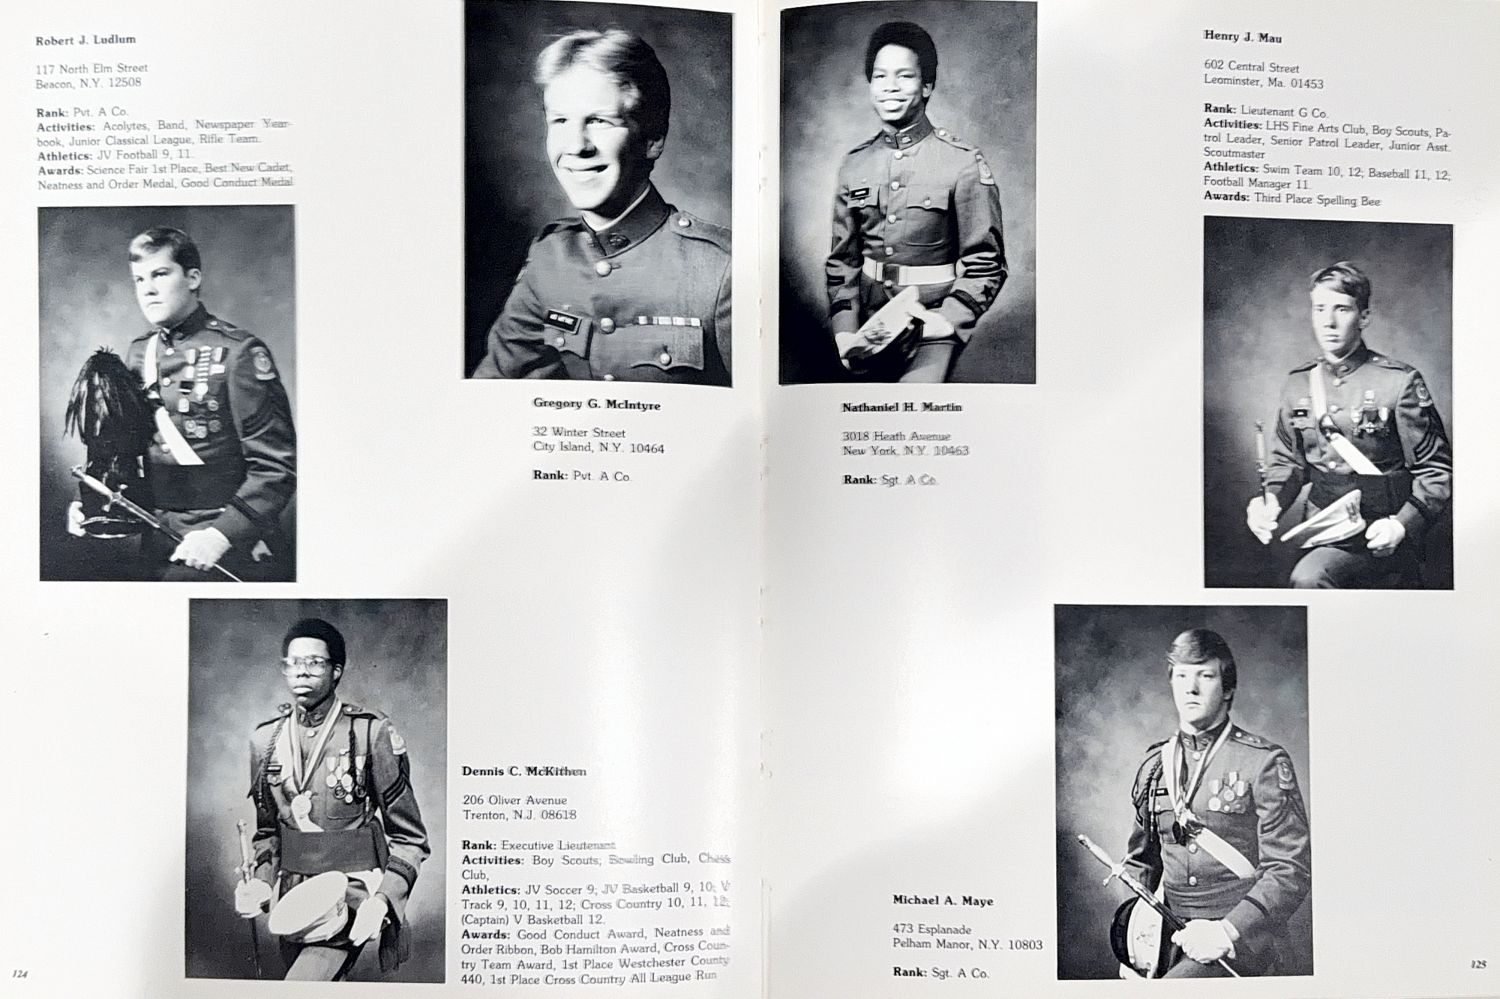 Robert J. Ludlum
117 North Elm Street
Beacon, N.Y. 12508
Rank: Pvt. A Co.
Activities: Acolytes, Band, Newspaper Year-
book, Junior Classical League, Rifle Team.
Athletics: JV Football 9, 11.
Awards: Science Fair 1st Place, Best New Cadet,
Neatness and Order Medal, Good Conduct Medal
Gregory G. McIntyre
32 Winter Street
City Island, N.Y. 10464
Rank: Pvt. A Co.
Dennis C. McKithen
206 Oliver Avenue
Trenton, N.J. 08618
Rank: Executive Lieutenant
Activities: Boy Scouts, Bowling Club, Chess
Club,
Athletics: JV Soccer 9; JV Basketball 9, 10; V
Track 9, 10, 11, 12; Cross Country 10, 11, 12;
(Captain) V Basketball 12.
Awards: Good Conduct Award, Neatness and
Order Ribbon, Bob Hamilton Award, Cross Coun-
try Team Award, 1st Place Westchester County
440, 1st Place Cross Country All League Run
124
Nathaniel H. Martin
3018 Heath Avenue
New York, N.Y. 10463
Rank: Sgt. A Co.
Henry J. Mau
602 Central Street
Leominster, Ma. 01453
Rank: Lieutenant G Co.
Activities: LHS Fine Arts Club, Boy Scouts, Pa-
trol Leader, Senior Patrol Leader, Junior Asst.
Scoutmaster
Athletics: Swim Team 10, 12; Baseball 11, 12;
Football Manager 11.
Awards: Third Place Spelling Bee
Michael A. Maye
473 Esplanade
Pelham Manor, N.Y. 10803
Rank: Sgt. A Co.
125